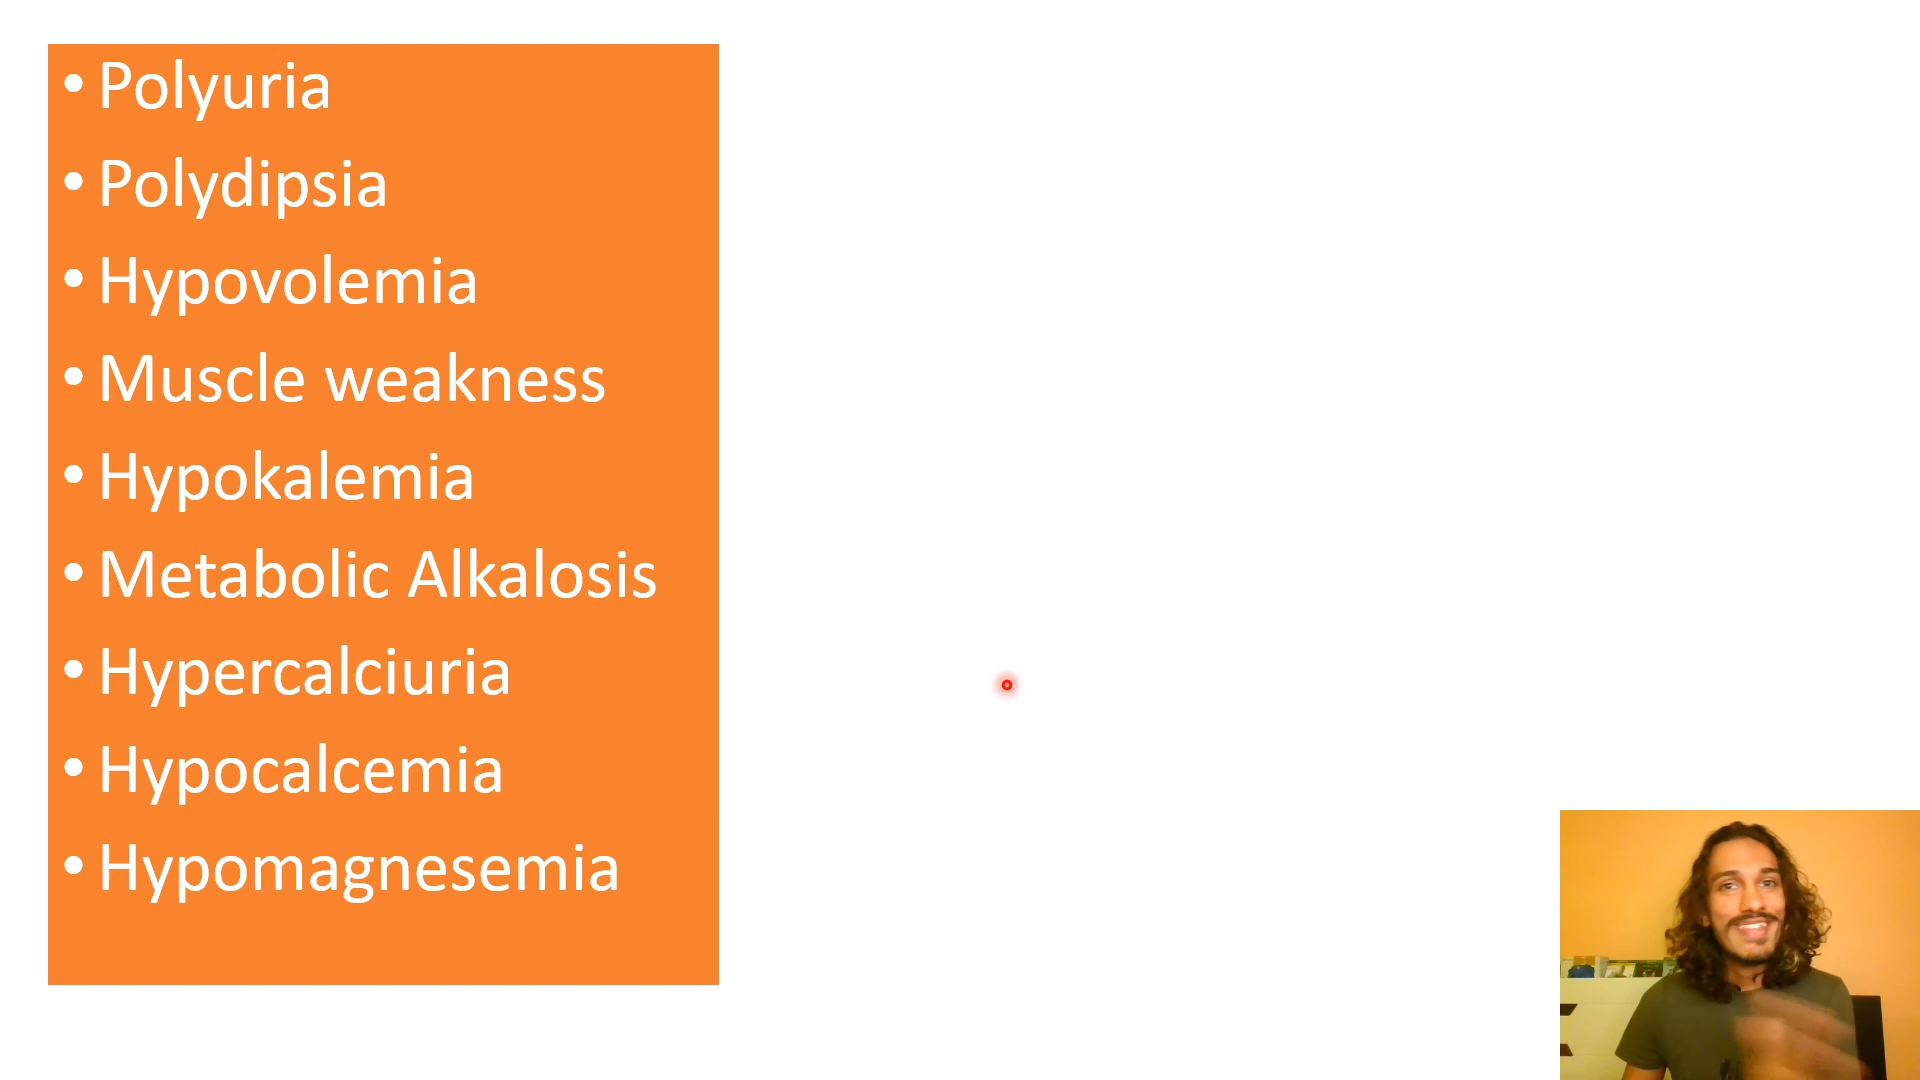 • Polyuria
• Polydipsia
• Hypovolemia
• Muscle weakness
• Hypokalemia
• Metabolic Alkalosis
• Hypercalciuria
• Hypocalcemia
• Hypomagnesemia